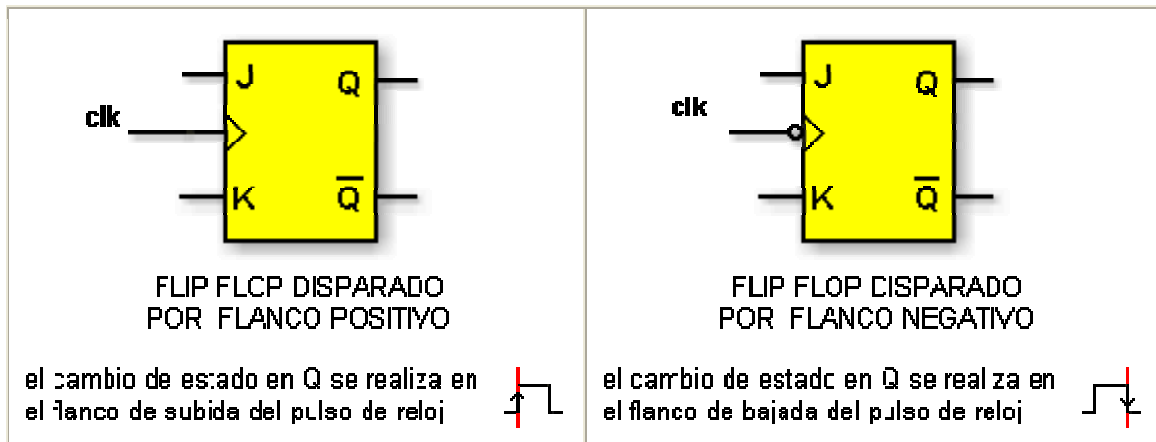 J Q
clk
K Q
FLIP FLOP DISPARADO
POR FLANCO POSITIVO
el cambio de estado en Q se realiza en
el flanco de subida del pulso de reloj
J Q
clk
K Q
FLIP FLOP DISPARADO
POR FLANCO NEGATIVO
el cambio de estado en Q se realiza en
el flanco de bajada del pulso de reloj